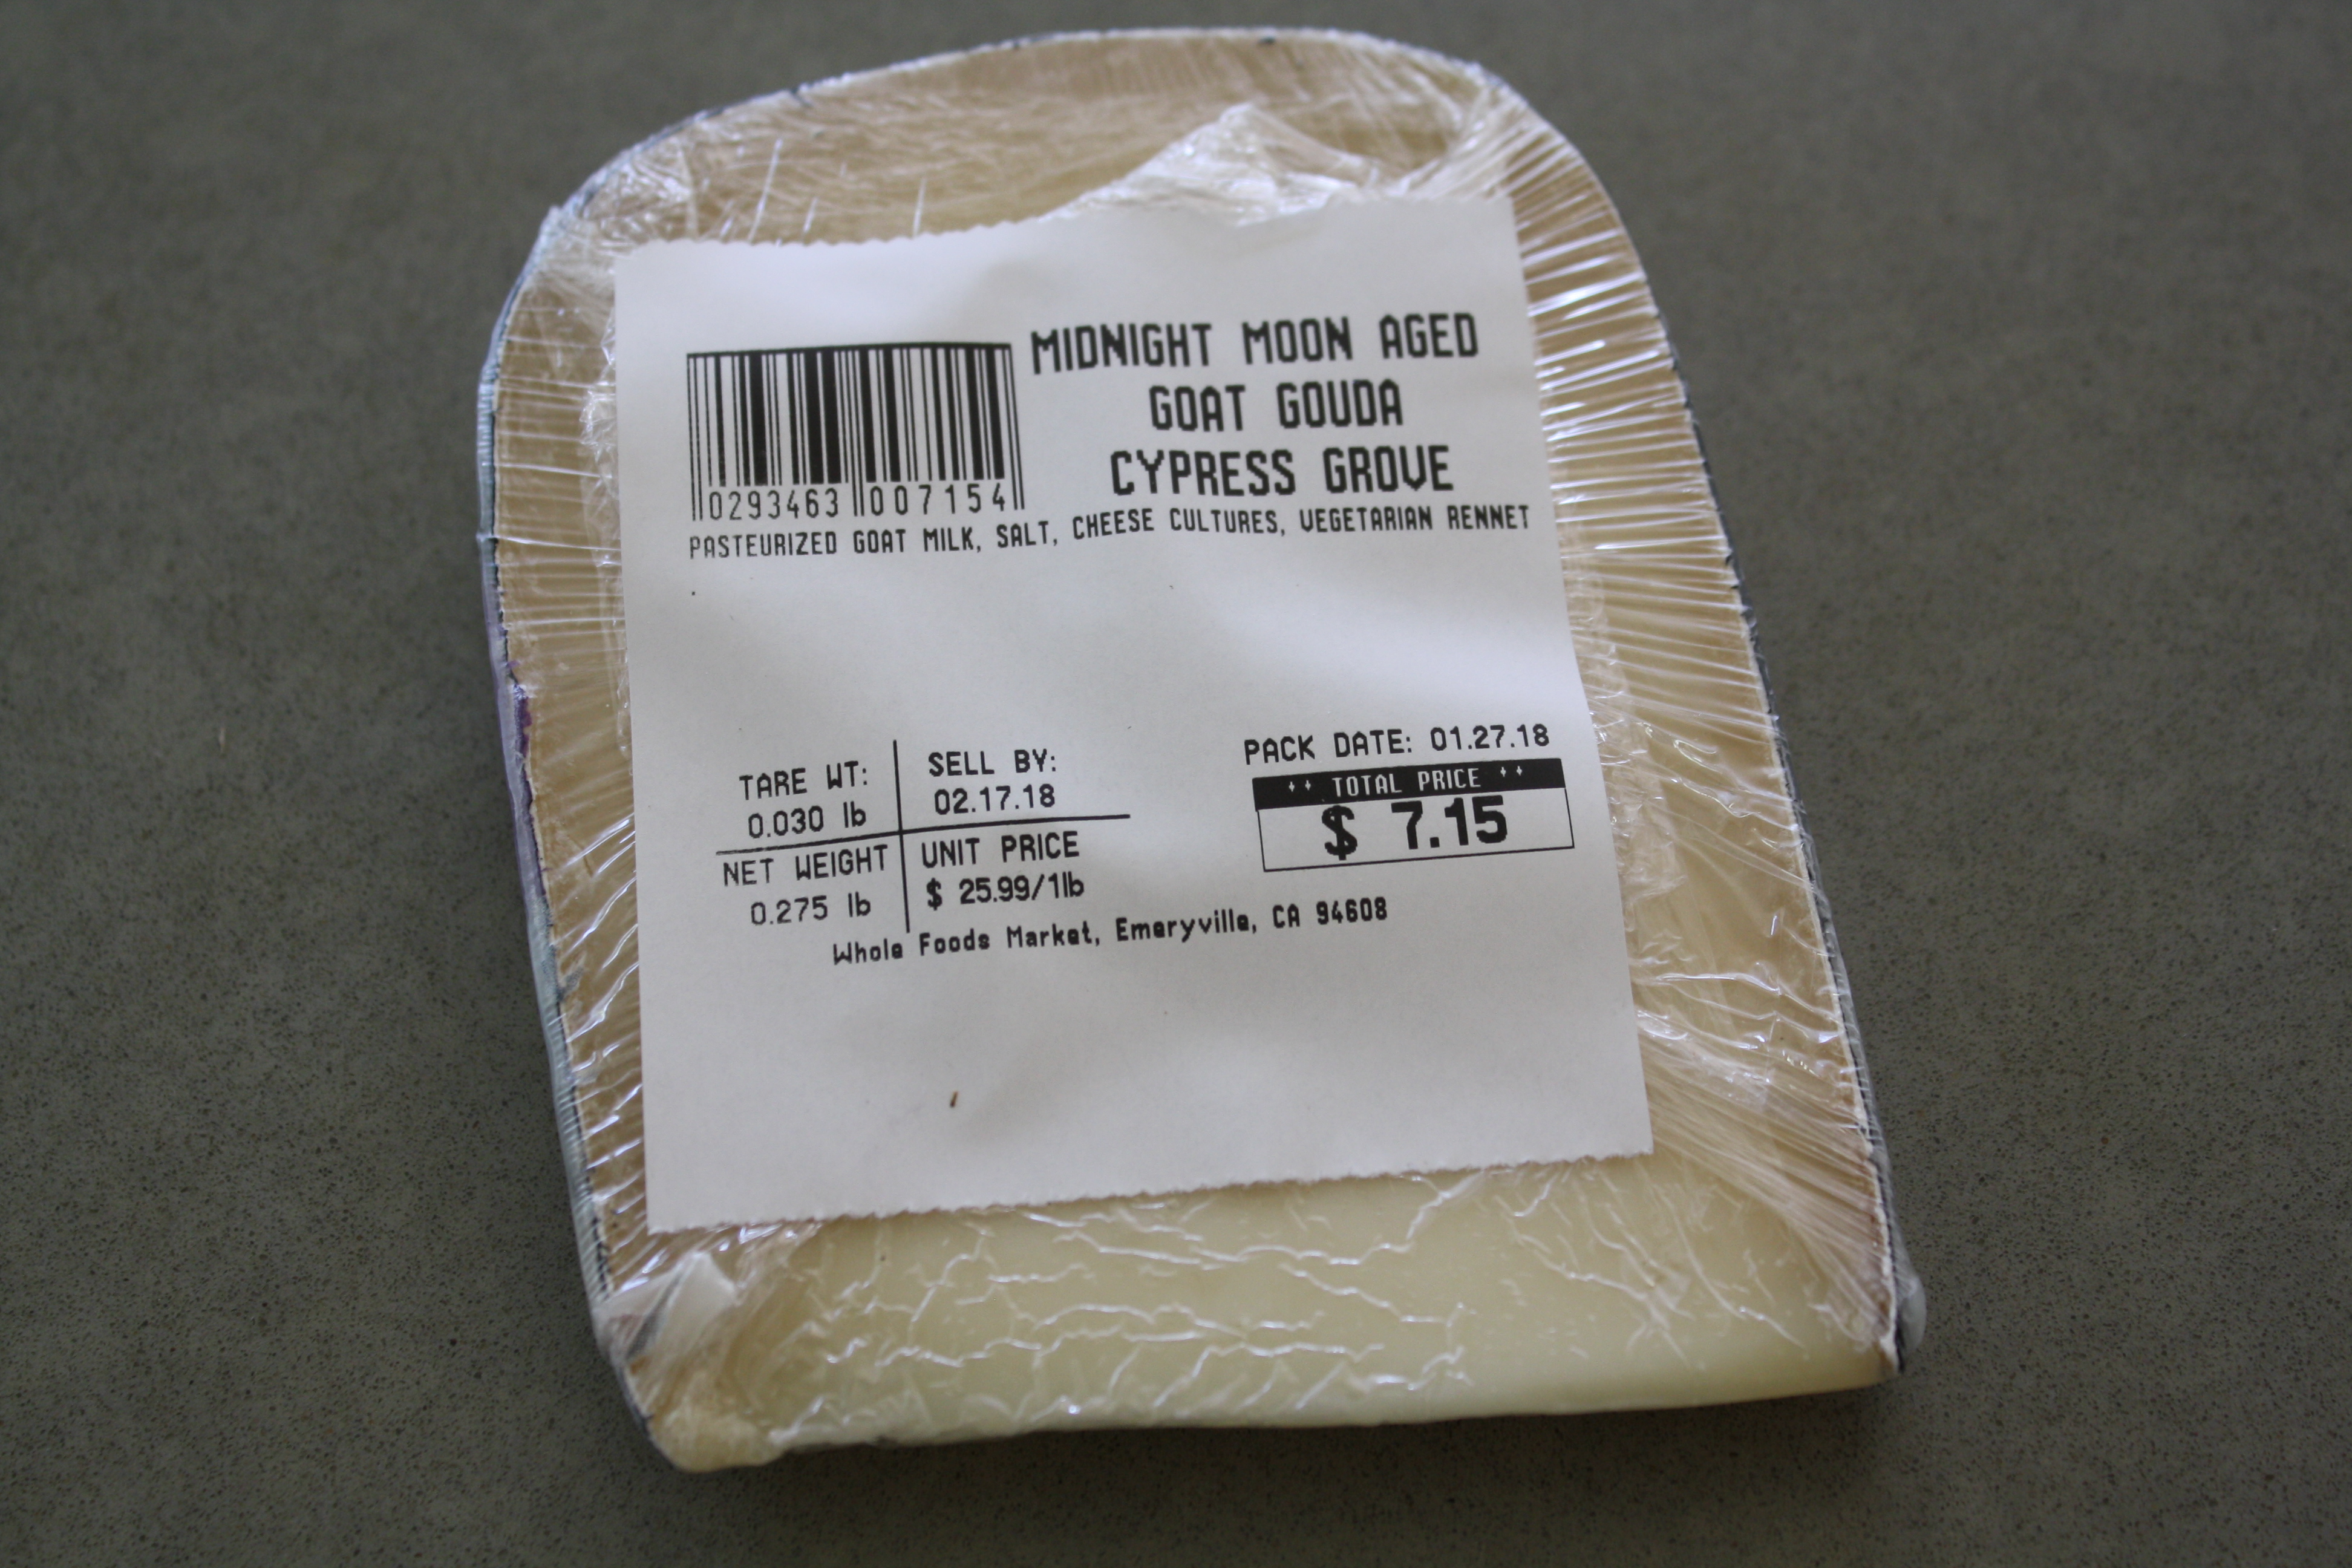 MIDNIGHT MOON AGED
GOAT GOUDA
CYPRESS GROVE
0293463 007154
PASTEURIZED GOAT MILK, SALT, CHEESE CULTURES, VEGETARIAN RENNET
TARE WT:
0.030 lb
SELL BY:
02.17.18
NET WEIGHT
0.275 lb
UNIT PRICE
$ 25.99/1lb
PACK DATE: 01.27.18
TOTAL PRICE
$ 7.15
Whole Foods Market, Emeryville, CA 94608